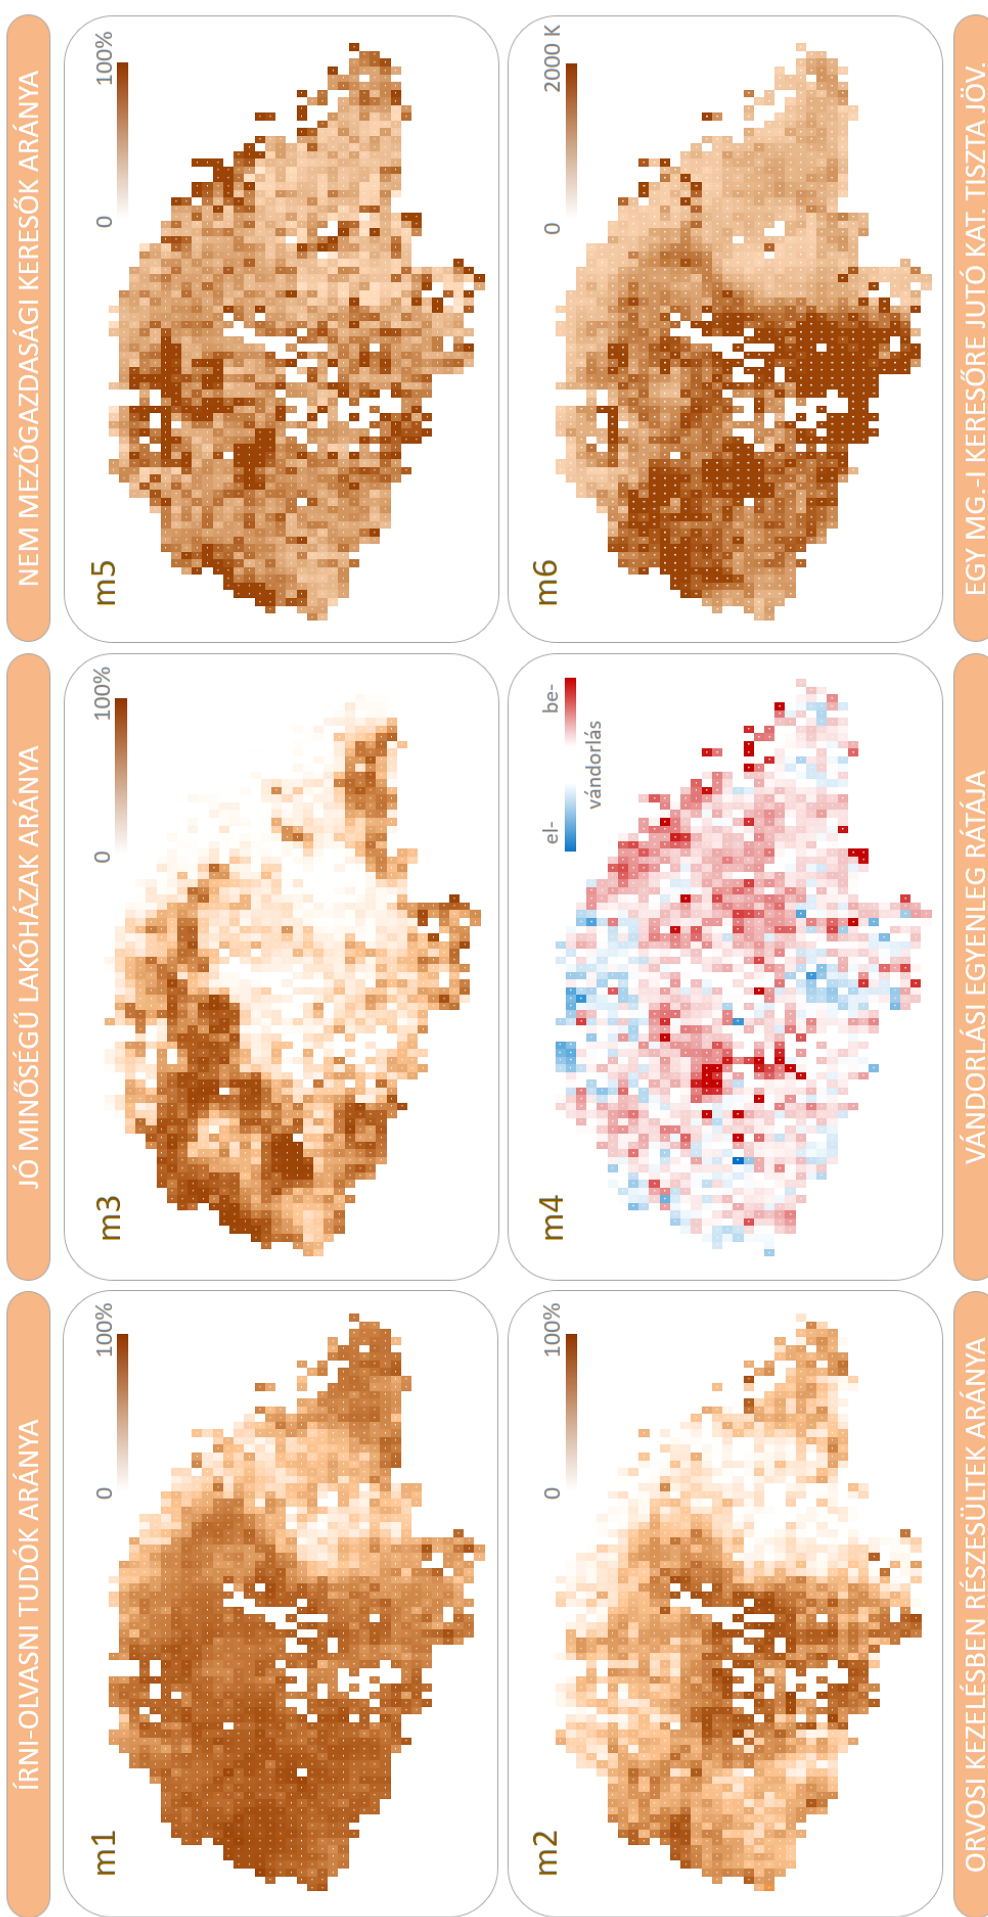 ÍRNI-OLVASNI TUDÓK ARÁNYA
JÓ MINŐSÉGŰ LAKÓHÁZAK ARÁNYA
NEM MEZŐGAZDASÁGI KERESŐK ARÁNYA
m1
0
100%
m3
0
100%
m5
0
100%
m2
0
100%
m4
el-
be-
vándorlás
m6
0
2000 K
ORVOSI KEZELÉSBEN RÉSZESÜLTEK ARÁNYA
VÁNDORLÁSI EGYENLEG RÁTÁJA
EGY MG.-I KERESŐRE JUTÓ KAT. TISZTA JÖV.